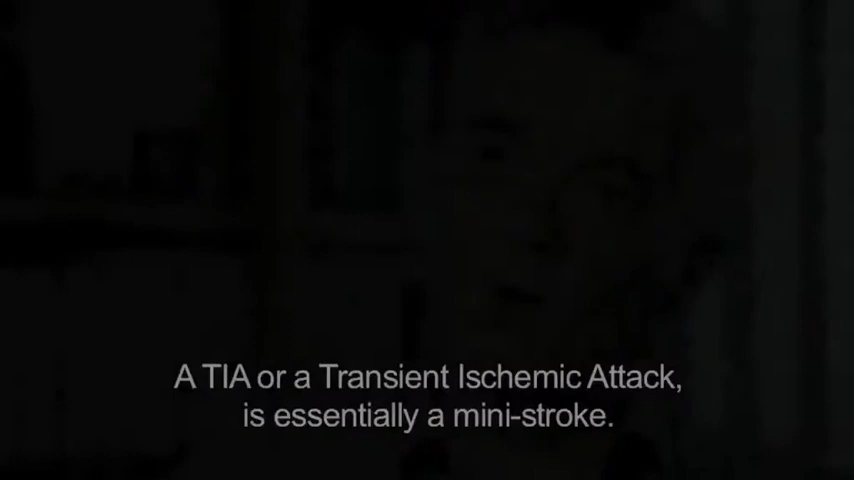 A TIA or a Transient Ischemic Attack,
is essentially a mini-stroke.